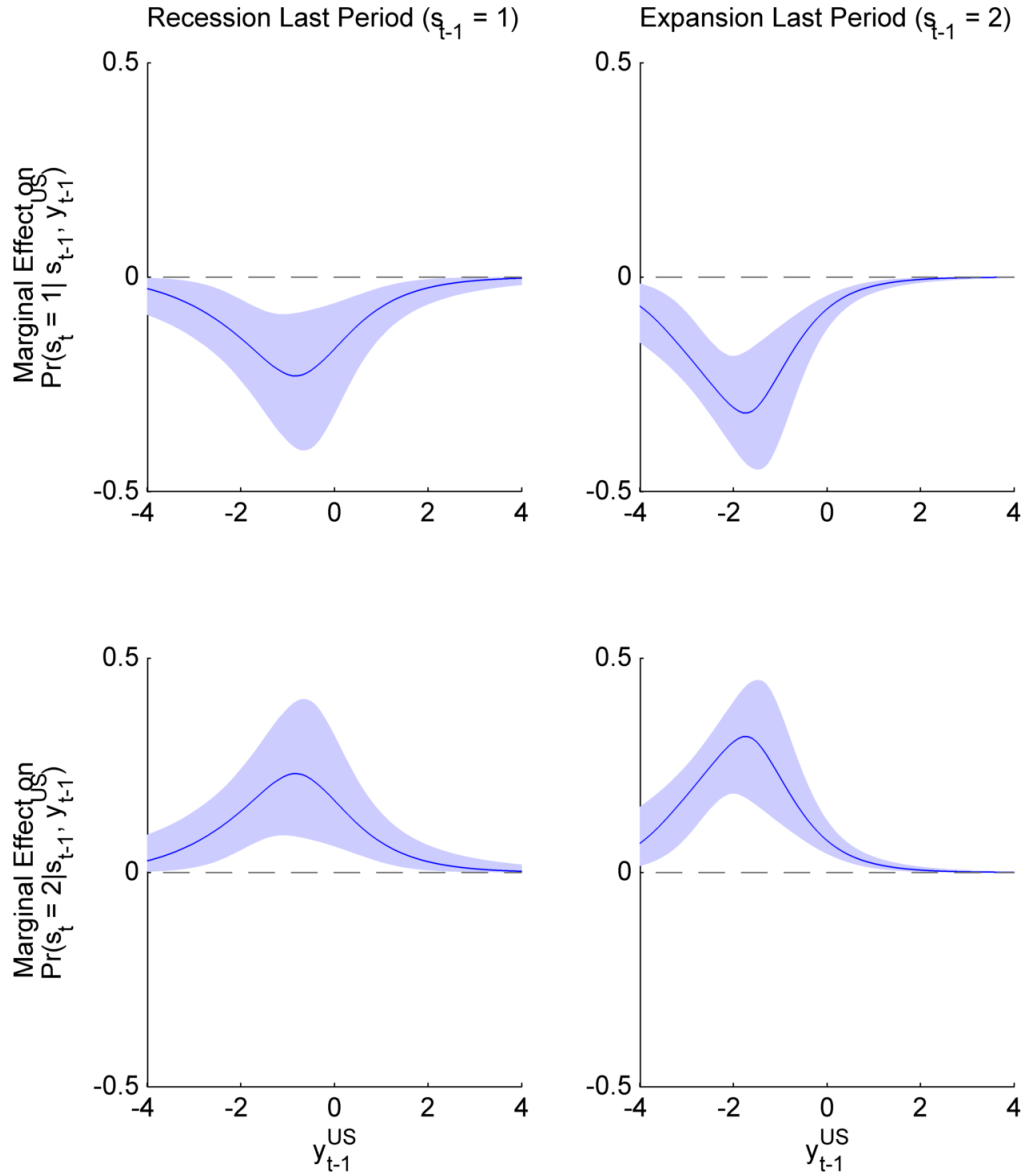 Recession Last Period (s_{t-1} = 1)
Expansion Last Period (s_{t-1} = 2)
Marginal Effect on
Pr(s_t = 1| s_{t-1}, y_{t-1}^{US})
0.5
0
-0.5
-4 -2 0 2 4
0.5
0
-0.5
-4 -2 0 2 4
Marginal Effect on
Pr(s_t = 2|s_{t-1}, y_{t-1}^{US})
0.5
0
-0.5
-4 -2 0 2 4
y_{t-1}^{US}
0.5
0
-0.5
-4 -2 0 2 4
y_{t-1}^{US}